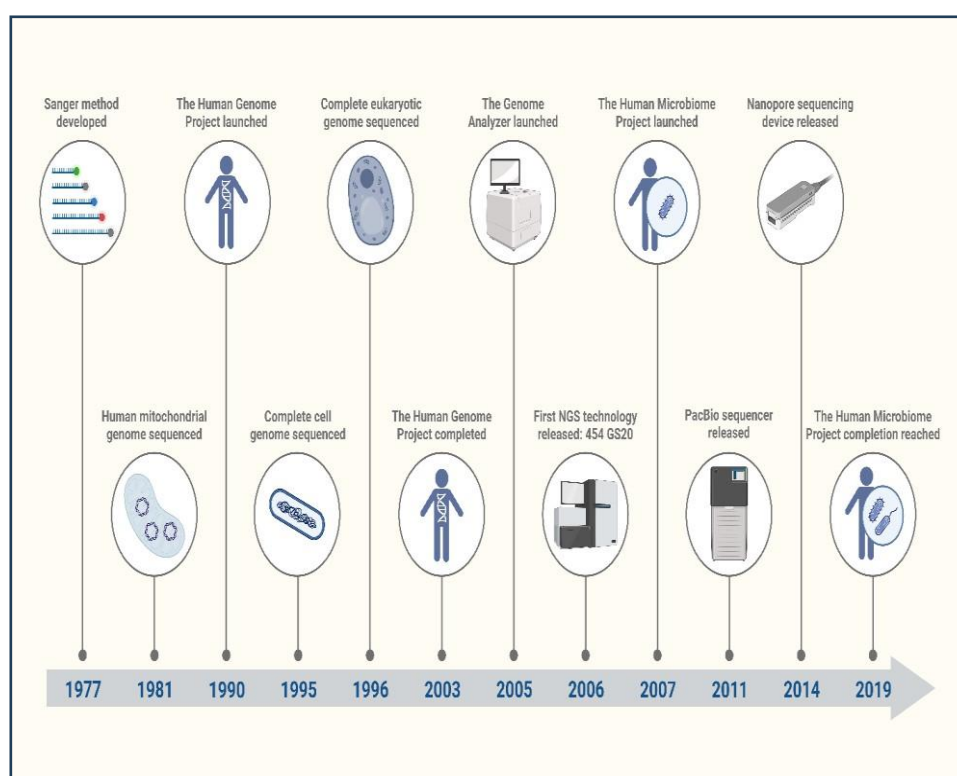 Sanger method
developed
The Human Genome
Project launched
Complete eukaryotic
genome sequenced
The Genome
Analyzer launched
The Human Microbiome
Project launched
Nanopore sequencing
device released
Human mitochondrial
genome sequenced
Complete cell
genome sequenced
The Human Genome
Project completed
First NGS technology
released: 454 GS20
PacBio sequencer
released
The Human Microbiome
Project completion reached
1977 1981 1990 1995 1996 2003 2005 2006 2007 2011 2014 2019